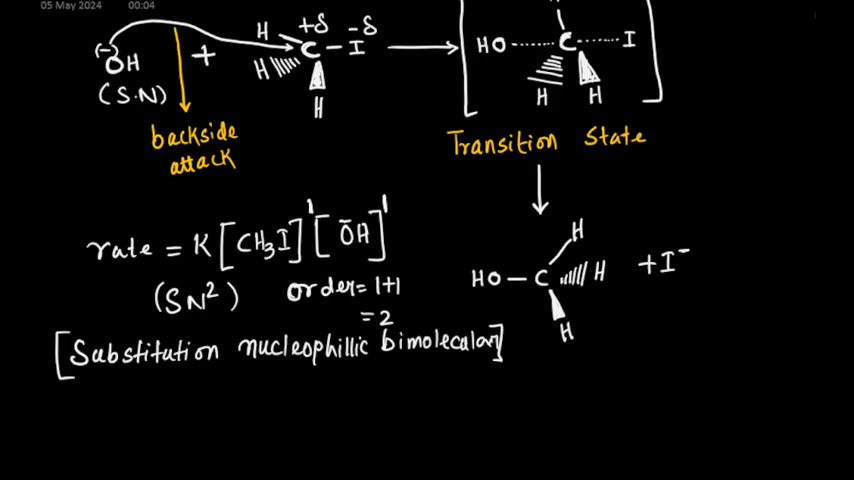 05 May 2024 00:04
H +δ -δ
(-)
OH + H C - I → HO C I
H H H H
(S.N)
backside
attack
Transition State
rate = K[CH3I]¹[ŌH]¹
H
HO - C H + I⁻
H
(SN²) order = 1+1
= 2
[Substitution nucleophillic bimolecular]